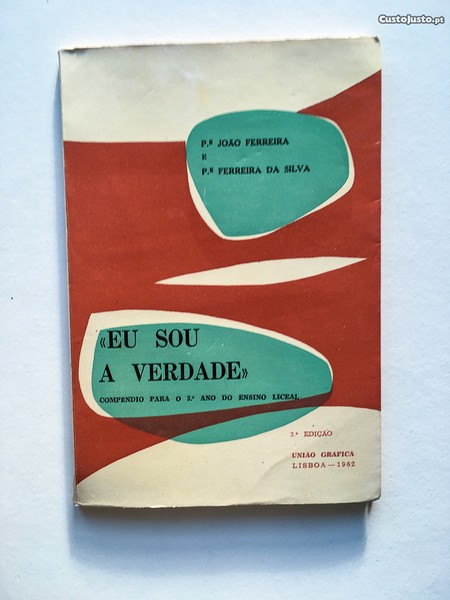 CustoJusto.pt
P.ᵉ JOÃO FERREIRA
E
P.ᵉ FERREIRA DA SILVA
«EU SOU
A VERDADE»
COMPÊNDIO PARA O 3.º ANO DO ENSINO LICEAL
3.ª EDIÇÃO
UNIÃO GRÁFICA
LISBOA — 1962